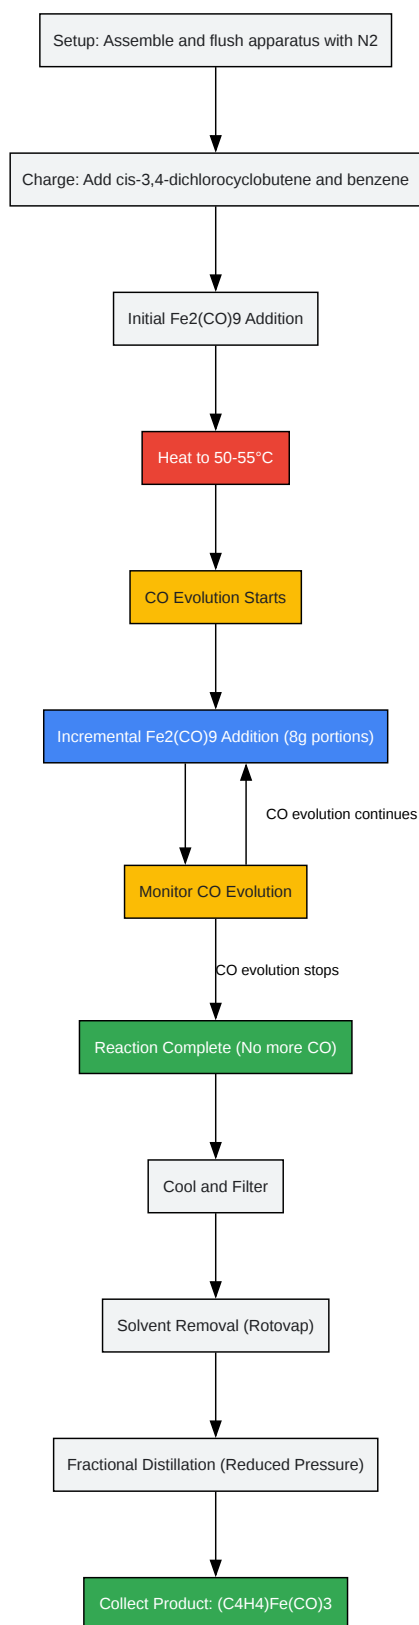 Setup: Assemble and flush apparatus with N2
Charge: Add cis-3,4-dichlorocyclobutene and benzene
Initial Fe2(CO)9 Addition
Heat to 50-55°C
CO Evolution Starts
Incremental Fe2(CO)9 Addition (8g portions)
CO evolution continues
Monitor CO Evolution
CO evolution stops
Reaction Complete (No more CO)
Cool and Filter
Solvent Removal (Rotovap)
Fractional Distillation (Reduced Pressure)
Collect Product: (C4H4)Fe(CO)3